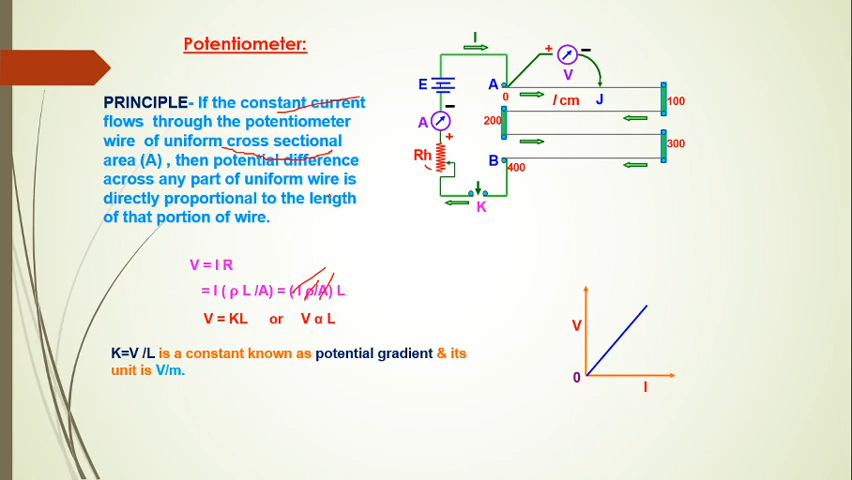 Potentiometer:
PRINCIPLE- If the constant current
flows through the potentiometer
wire of uniform cross sectional
area (A) , then potential difference
across any part of uniform wire is
directly proportional to the length
of that portion of wire.
V = I R
= I ( ρ L /A) = ( I ρ/A) L
V = KL or V α L
K=V /L is a constant known as potential gradient & its
unit is V/m.
I
+ −
V
E
A
0
l cm
J
100
−
A
200
+
300
Rh
B
400
K
V
0
l